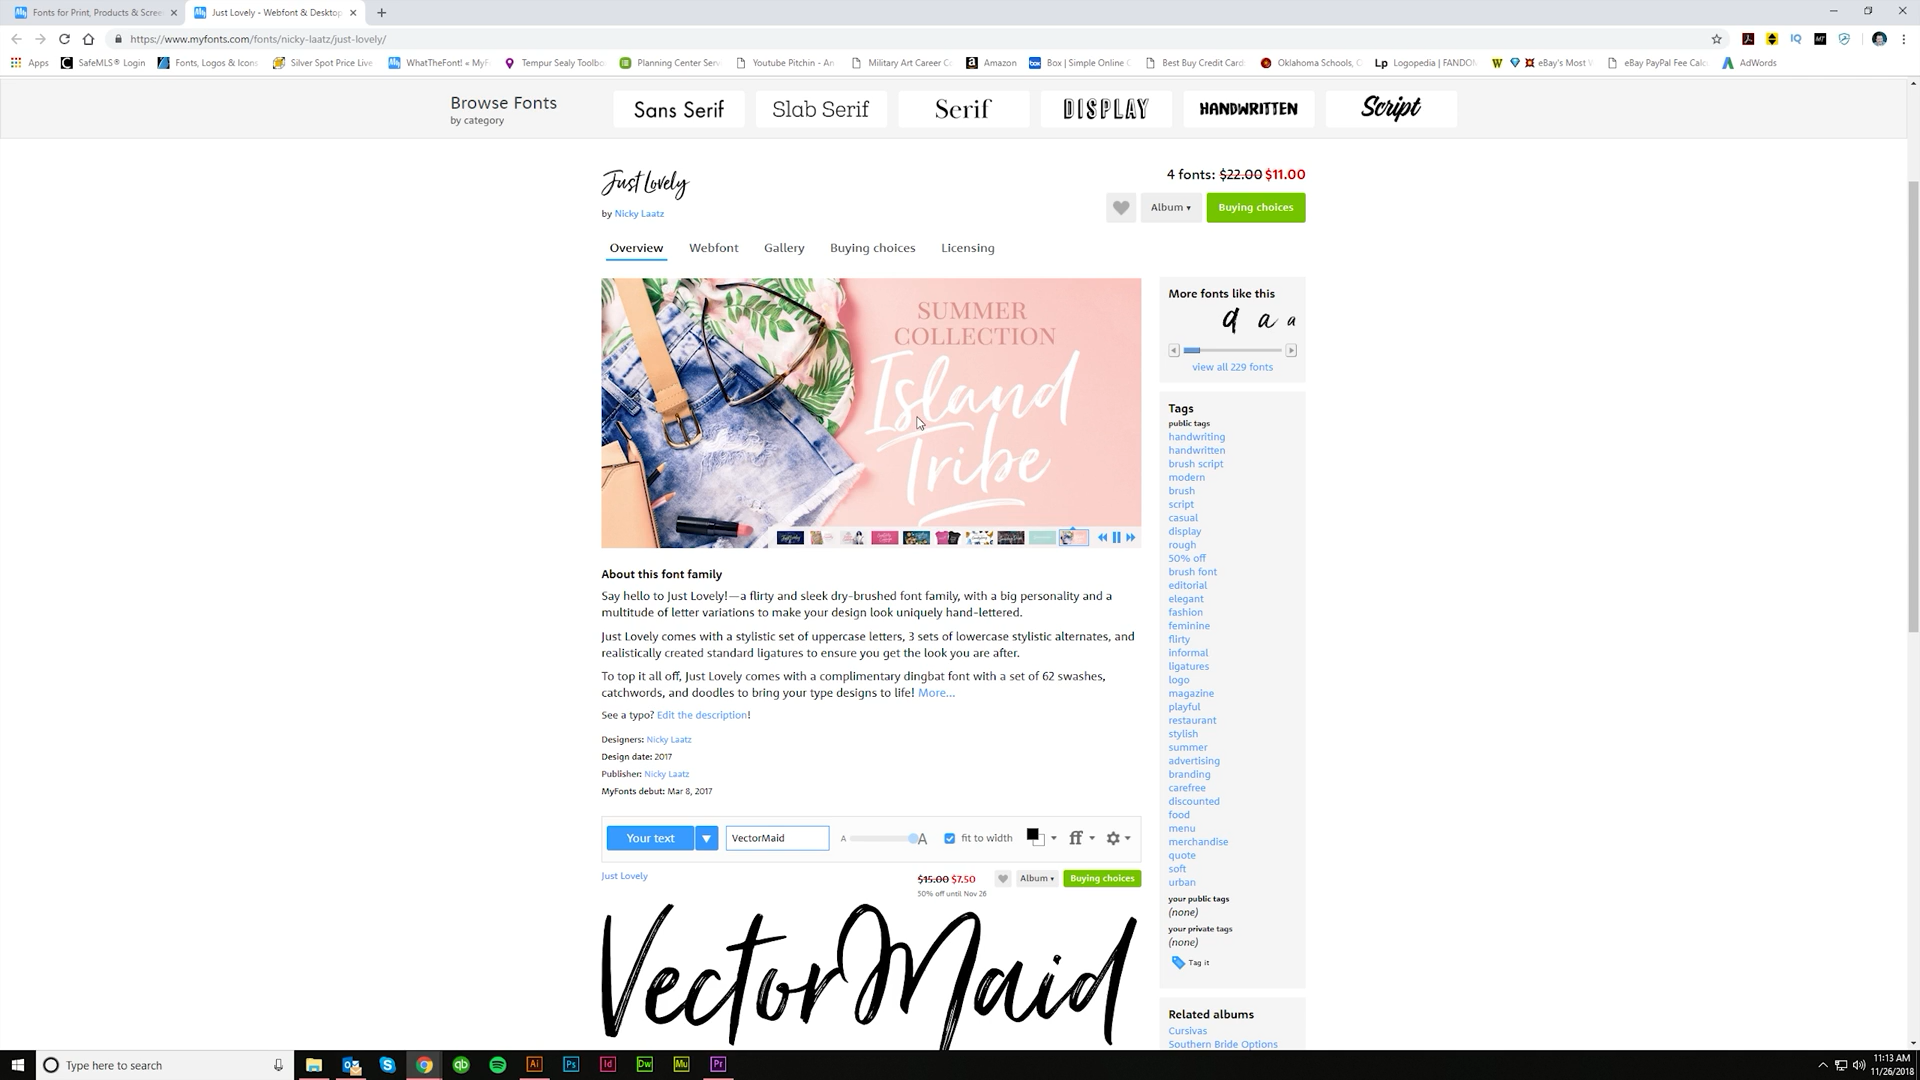 Fonts for Print, Products & Scree
Just Lovely - Webfont & Desktop
https://www.myfonts.com/fonts/nicky-laatz/just-lovely/
Apps
SafeMLS® Login
Fonts, Logos & Icons
Silver Spot Price Live
WhatTheFont! « MyF
Tempur Sealy Toolbo
Planning Center Serv
Youtube Pitchin - An
Military Art Career C
Amazon
Box | Simple Online C
Best Buy Credit Card
Oklahoma Schools, C
Lp Logopedia | FANDOM
W
eBay's Most W
eBay PayPal Fee Calc
AdWords
Browse Fonts
by category
Sans Serif
Slab Serif
Serif
DISPLAY
HANDWRITTEN
Script
Just Lovely
4 fonts: $22.00 $11.00
by Nicky Laatz
Album
Buying choices
Overview
Webfont
Gallery
Buying choices
Licensing
SUMMER
COLLECTION
Island
Tribe
More fonts like this
a a a
view all 229 fonts
Tags
public tags
handwriting
handwritten
brush script
modern
brush
script
casual
display
rough
50% off
brush font
editorial
elegant
fashion
feminine
flirty
informal
ligatures
logo
magazine
playful
restaurant
stylish
summer
advertising
branding
carefree
discounted
food
menu
merchandise
quote
soft
urban
your public tags
(none)
your private tags
(none)
Tag it
Related albums
Cursivas
Southern Bride Options
About this font family
Say hello to Just Lovely!—a flirty and sleek dry-brushed font family, with a big personality and a
multitude of letter variations to make your design look uniquely hand-lettered.
Just Lovely comes with a stylistic set of uppercase letters, 3 sets of lowercase stylistic alternates, and
realistically created standard ligatures to ensure you get the look you are after.
To top it all off, Just Lovely comes with a complimentary dingbat font with a set of 62 swashes,
catchwords, and doodles to bring your type designs to life! More...
See a typo? Edit the description!
Designers: Nicky Laatz
Design date: 2017
Publisher: Nicky Laatz
MyFonts debut: Mar 8, 2017
Your text
VectorMaid
A
A
fit to width
ff
Just Lovely
$15.00 $7.50
Album
Buying choices
50% off until Nov 26
VectorMaid
Type here to search
Ai
Ps
Id
Dw
Mu
Pr
11:13 AM
11/26/2018